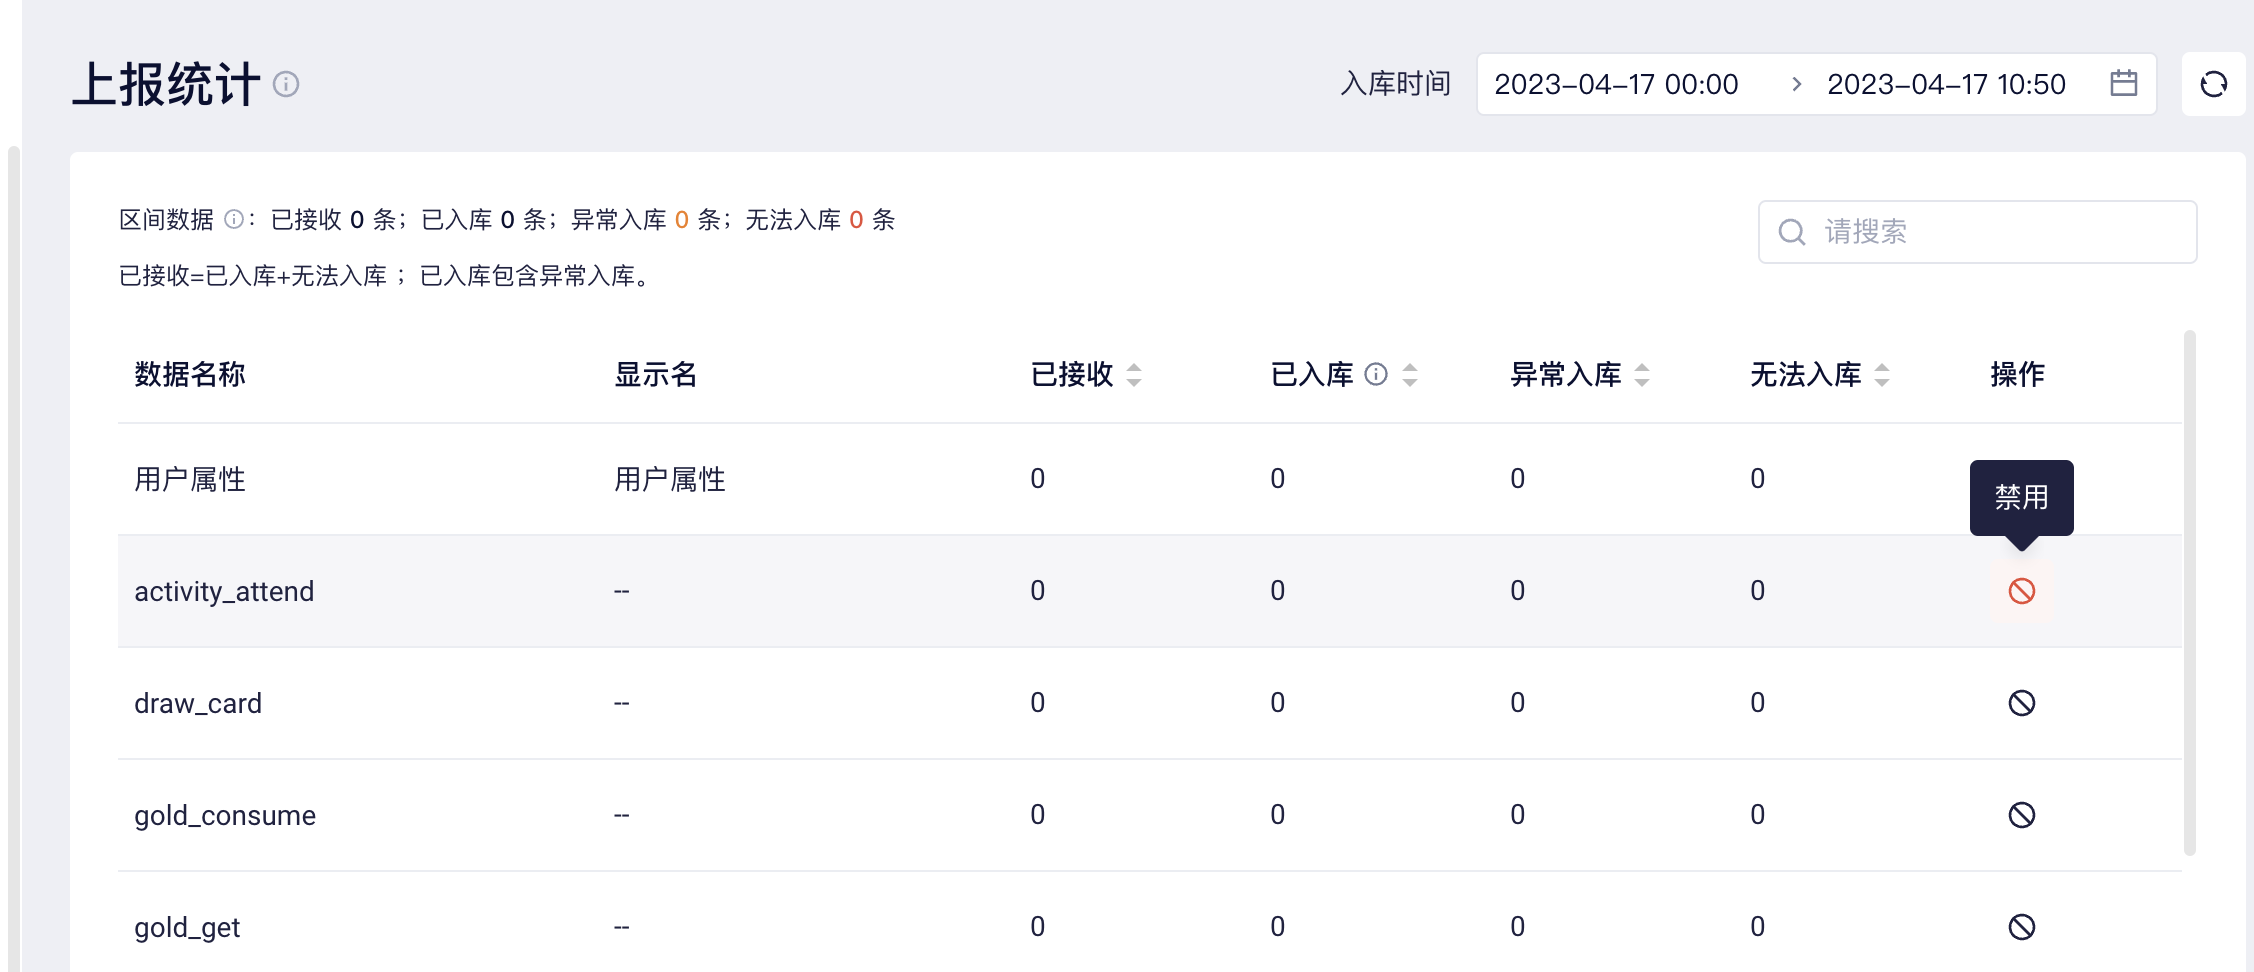 上报统计
入库时间 2023-04-17 00:00 > 2023-04-17 10:50
区间数据 : 已接收 0 条；已入库 0 条；异常入库 0 条；无法入库 0 条
请搜索
已接收=已入库+无法入库 ；已入库包含异常入库。
数据名称 显示名 已接收 已入库 异常入库 无法入库 操作
用户属性 用户属性 0 0 0 0
禁用
activity_attend -- 0 0 0 0
draw_card -- 0 0 0 0
gold_consume -- 0 0 0 0
gold_get -- 0 0 0 0